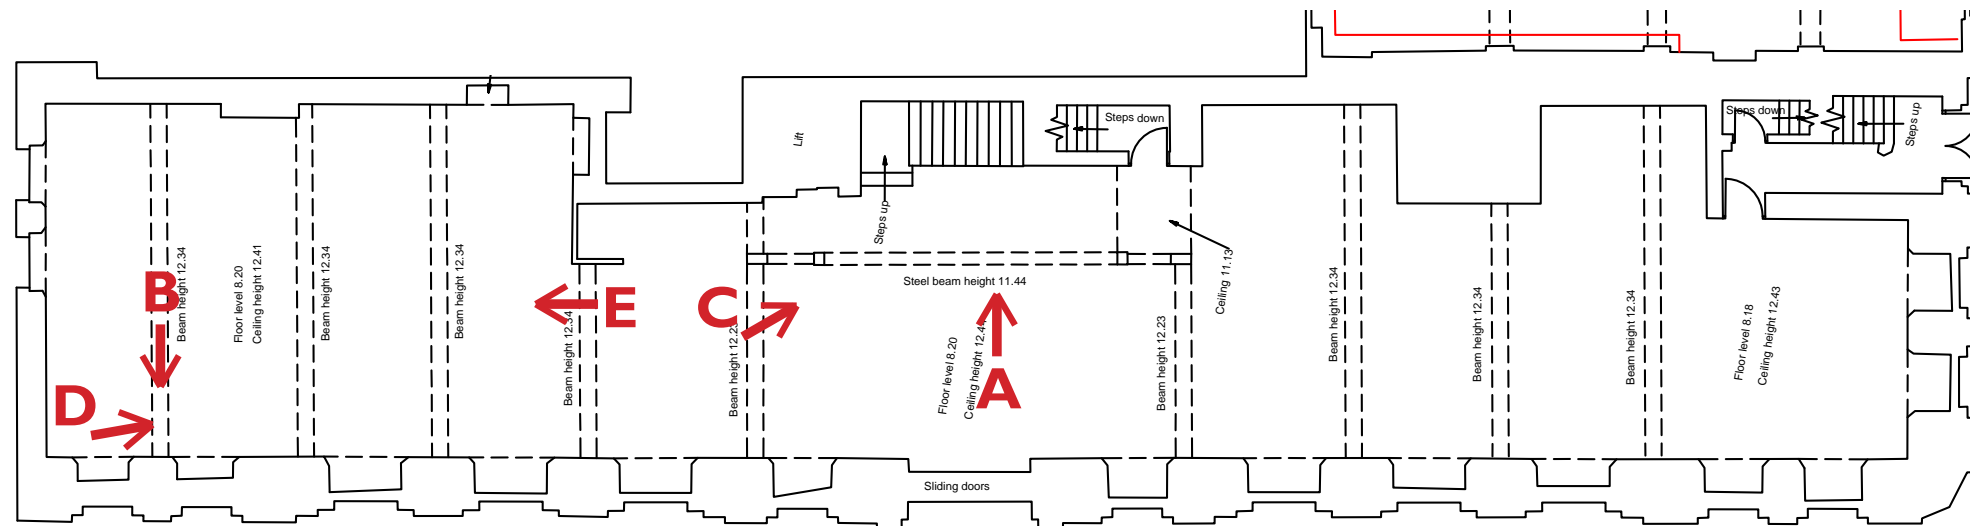 Lift
Steps down
Steps up
Steps down
Steps up
Beam height 12.34
Floor level 8.20
Ceiling height 12.41
Beam height 12.34
Beam height 12.34
Beam height 12.34
Beam height 12.23
Steel beam height 11.44
Floor level 8.20
Ceiling height 12.41
Beam height 12.23
Ceiling 11.13
Beam height 12.34
Beam height 12.34
Beam height 12.34
Floor level 8.18
Ceiling height 12.43
B
E
C
A
D
Sliding doors